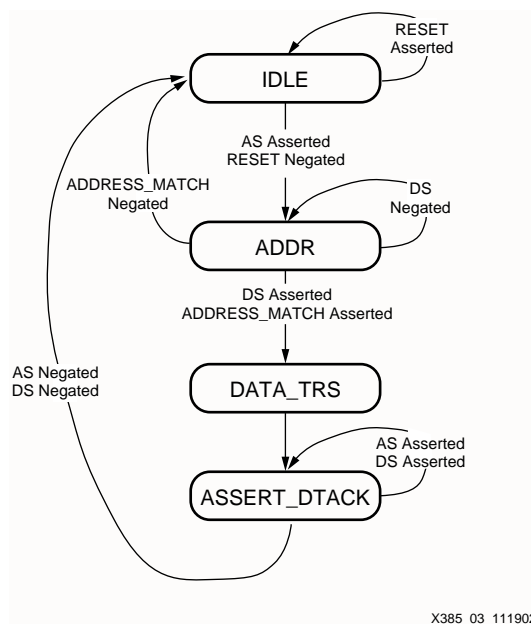 RESET
Asserted
IDLE
AS Asserted
RESET Negated
ADDRESS_MATCH
Negated
DS
Negated
ADDR
DS Asserted
ADDRESS_MATCH Asserted
AS Negated
DS Negated
DATA_TRS
AS Asserted
DS Asserted
ASSERT_DTACK
X385_03_111902